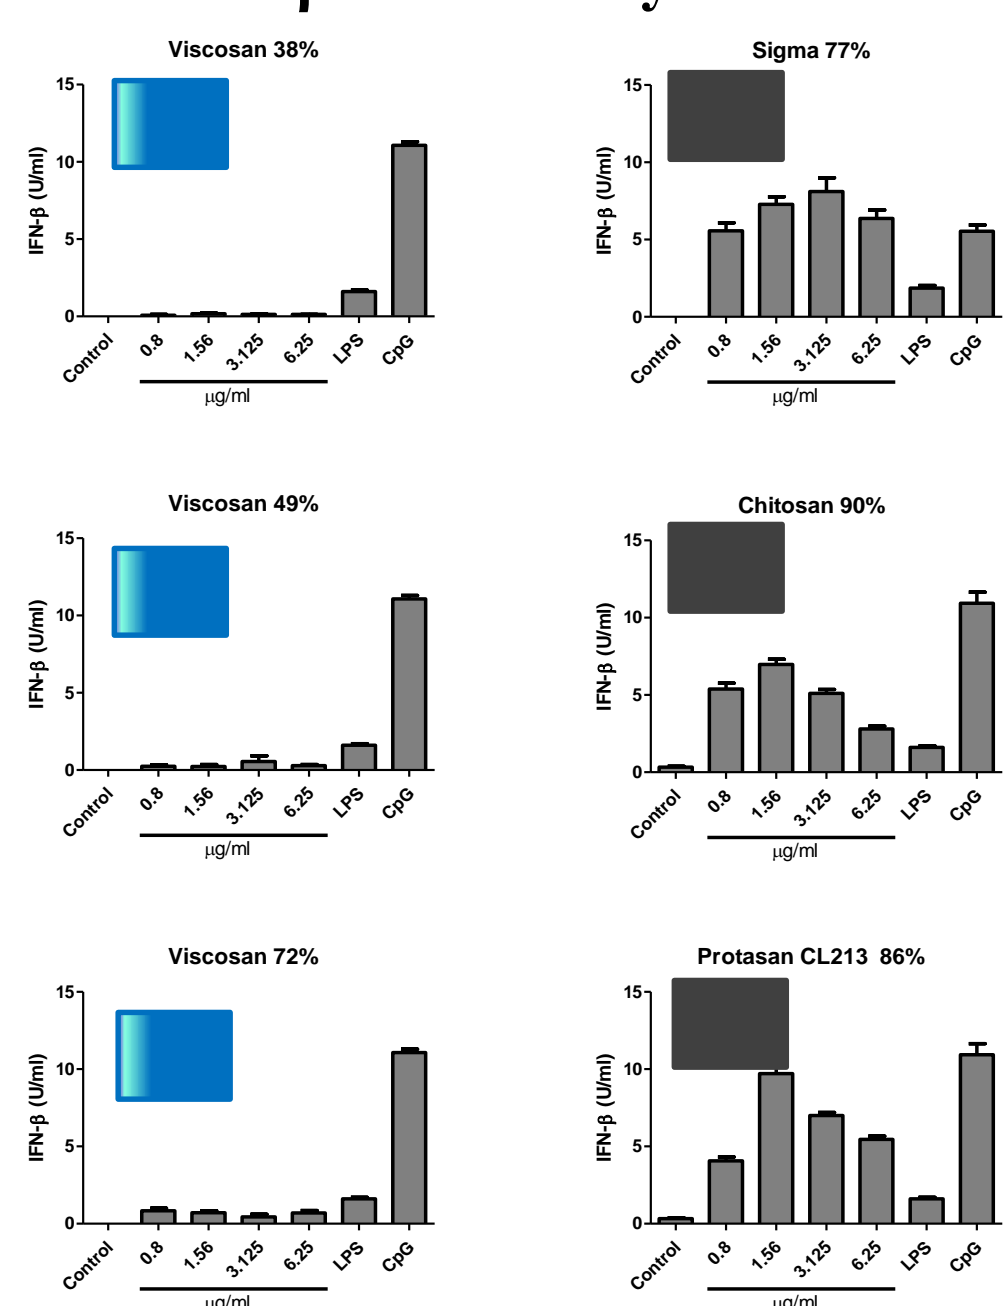 Viscosan 38%
15
10
5
0
IFN-β (U/ml)
Control 0.8 1.56 3.125 6.25 LPS CpG
μg/ml
Sigma 77%
15
10
5
0
IFN-β (U/ml)
Control 0.8 1.56 3.125 6.25 LPS CpG
μg/ml
Viscosan 49%
15
10
5
0
IFN-β (U/ml)
Control 0.8 1.56 3.125 6.25 LPS CpG
μg/ml
Chitosan 90%
15
10
5
0
IFN-β (U/ml)
Control 0.8 1.56 3.125 6.25 LPS CpG
μg/ml
Viscosan 72%
15
10
5
0
IFN-β (U/ml)
Control 0.8 1.56 3.125 6.25 LPS CpG
μg/ml
Protasan CL213 86%
15
10
5
0
IFN-β (U/ml)
Control 0.8 1.56 3.125 6.25 LPS CpG
μg/ml